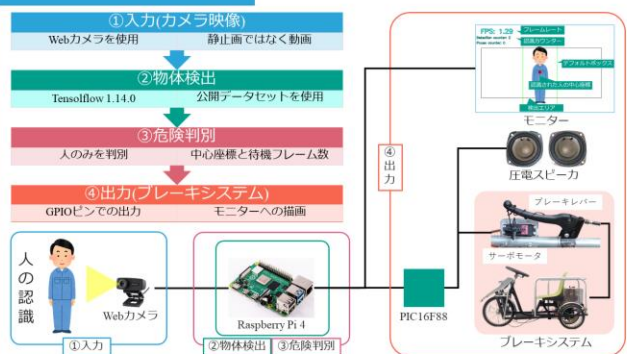 ①入力(カメラ映像)
Webカメラを使用 静止画ではなく動画
②物体検出
Tensolflow 1.14.0 公開データセットを使用
③危険判別
人のみを判別 中心座標と待機フレーム数
④出力(ブレーキシステム)
GPIOピンでの出力 モニターへの描画
人の認識
Webカメラ
①入力
Raspberry Pi 4
②物体検出 ③危険判別
④出力
FPS: 1.29
フレームレート
認識カウンター
デフォルトボックス
認識された人の中心座標
検出エリア
モニター
圧電スピーカ
ブレーキレバー
サーボモータ
PIC16F88
ブレーキシステム